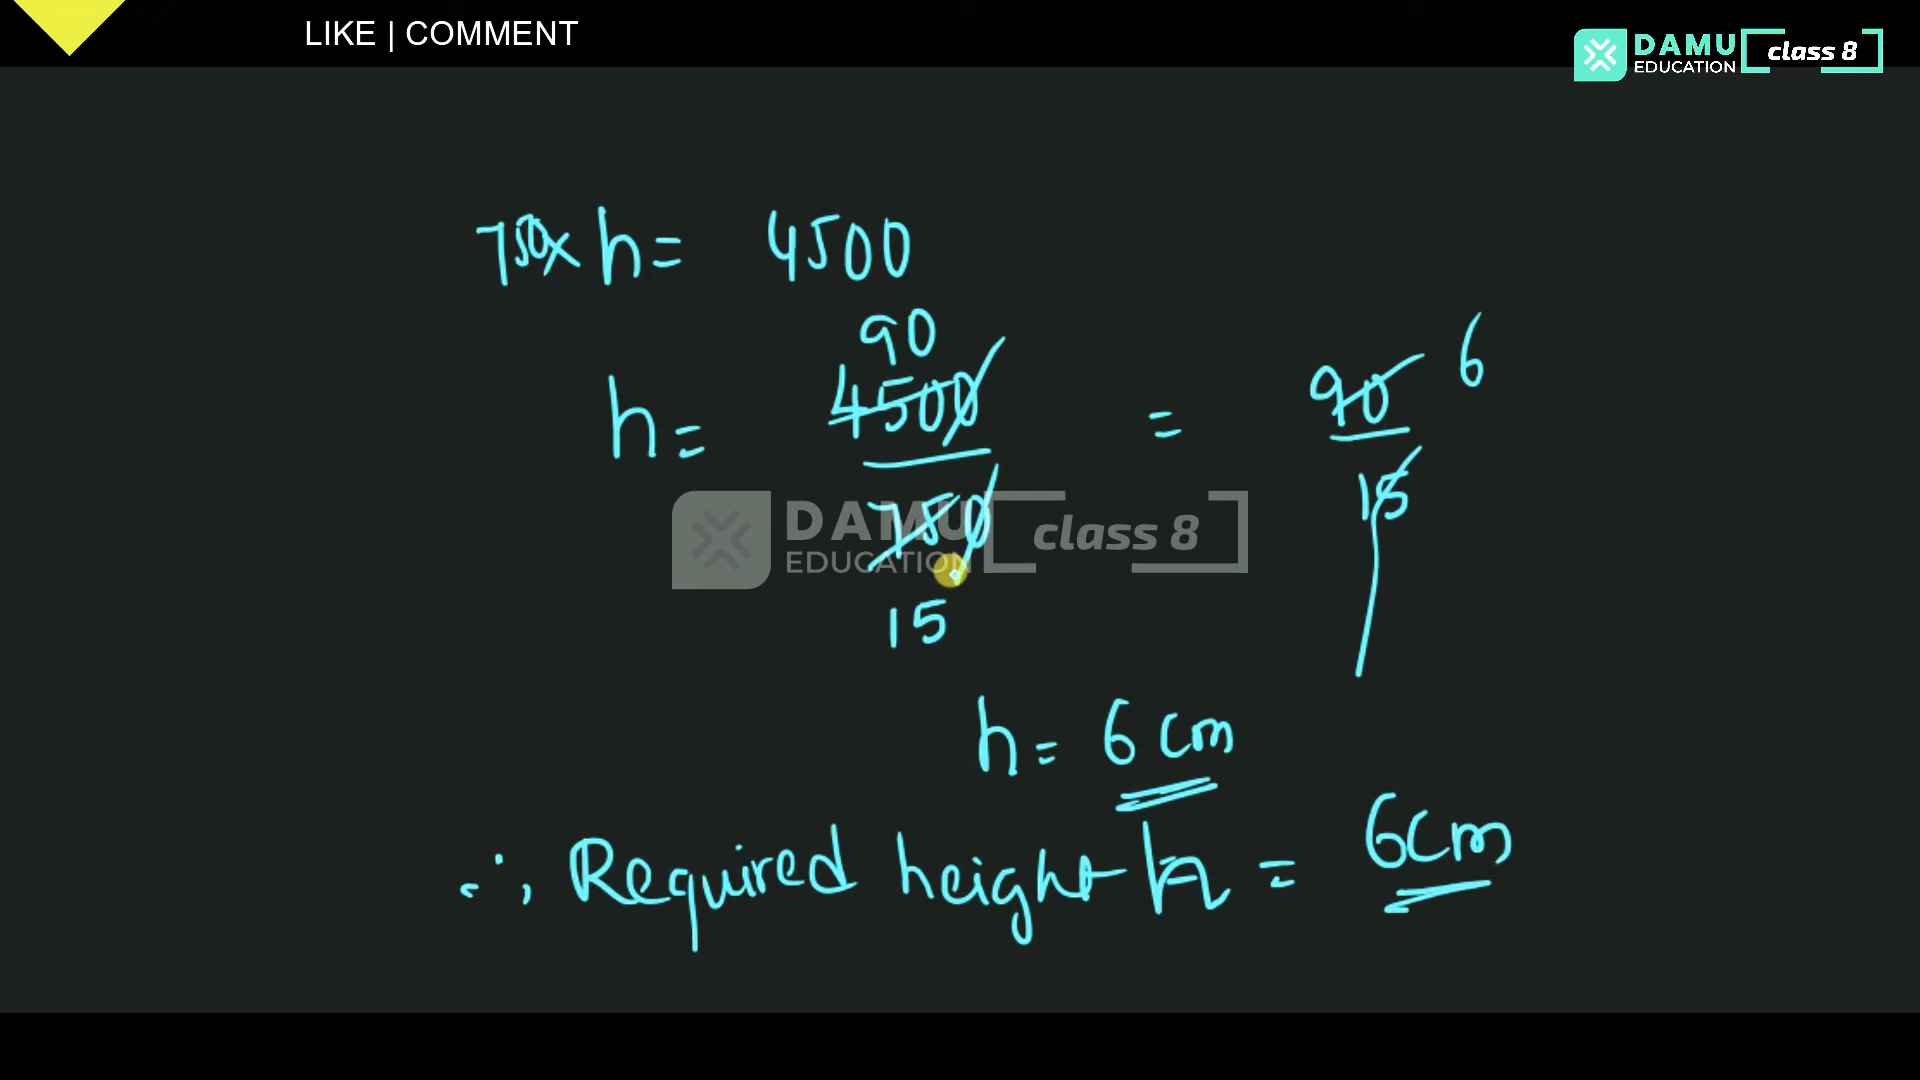 LIKE | COMMENT
DAMU
EDUCATION
class 8
750 x h = 4500
90
h = 4500 = 90 6
750 15
15
DAMU
EDUCATION
class 8
h = 6 cm
∴, Required height h = 6cm